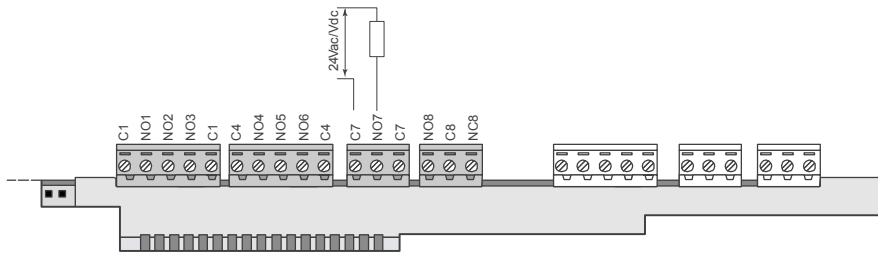 24Vac/Vdc
C1
NO1
NO2
NO3
C1
C4
NO4
NO5
NO6
C4
C7
NO7
C7
NO8
C8
NC8